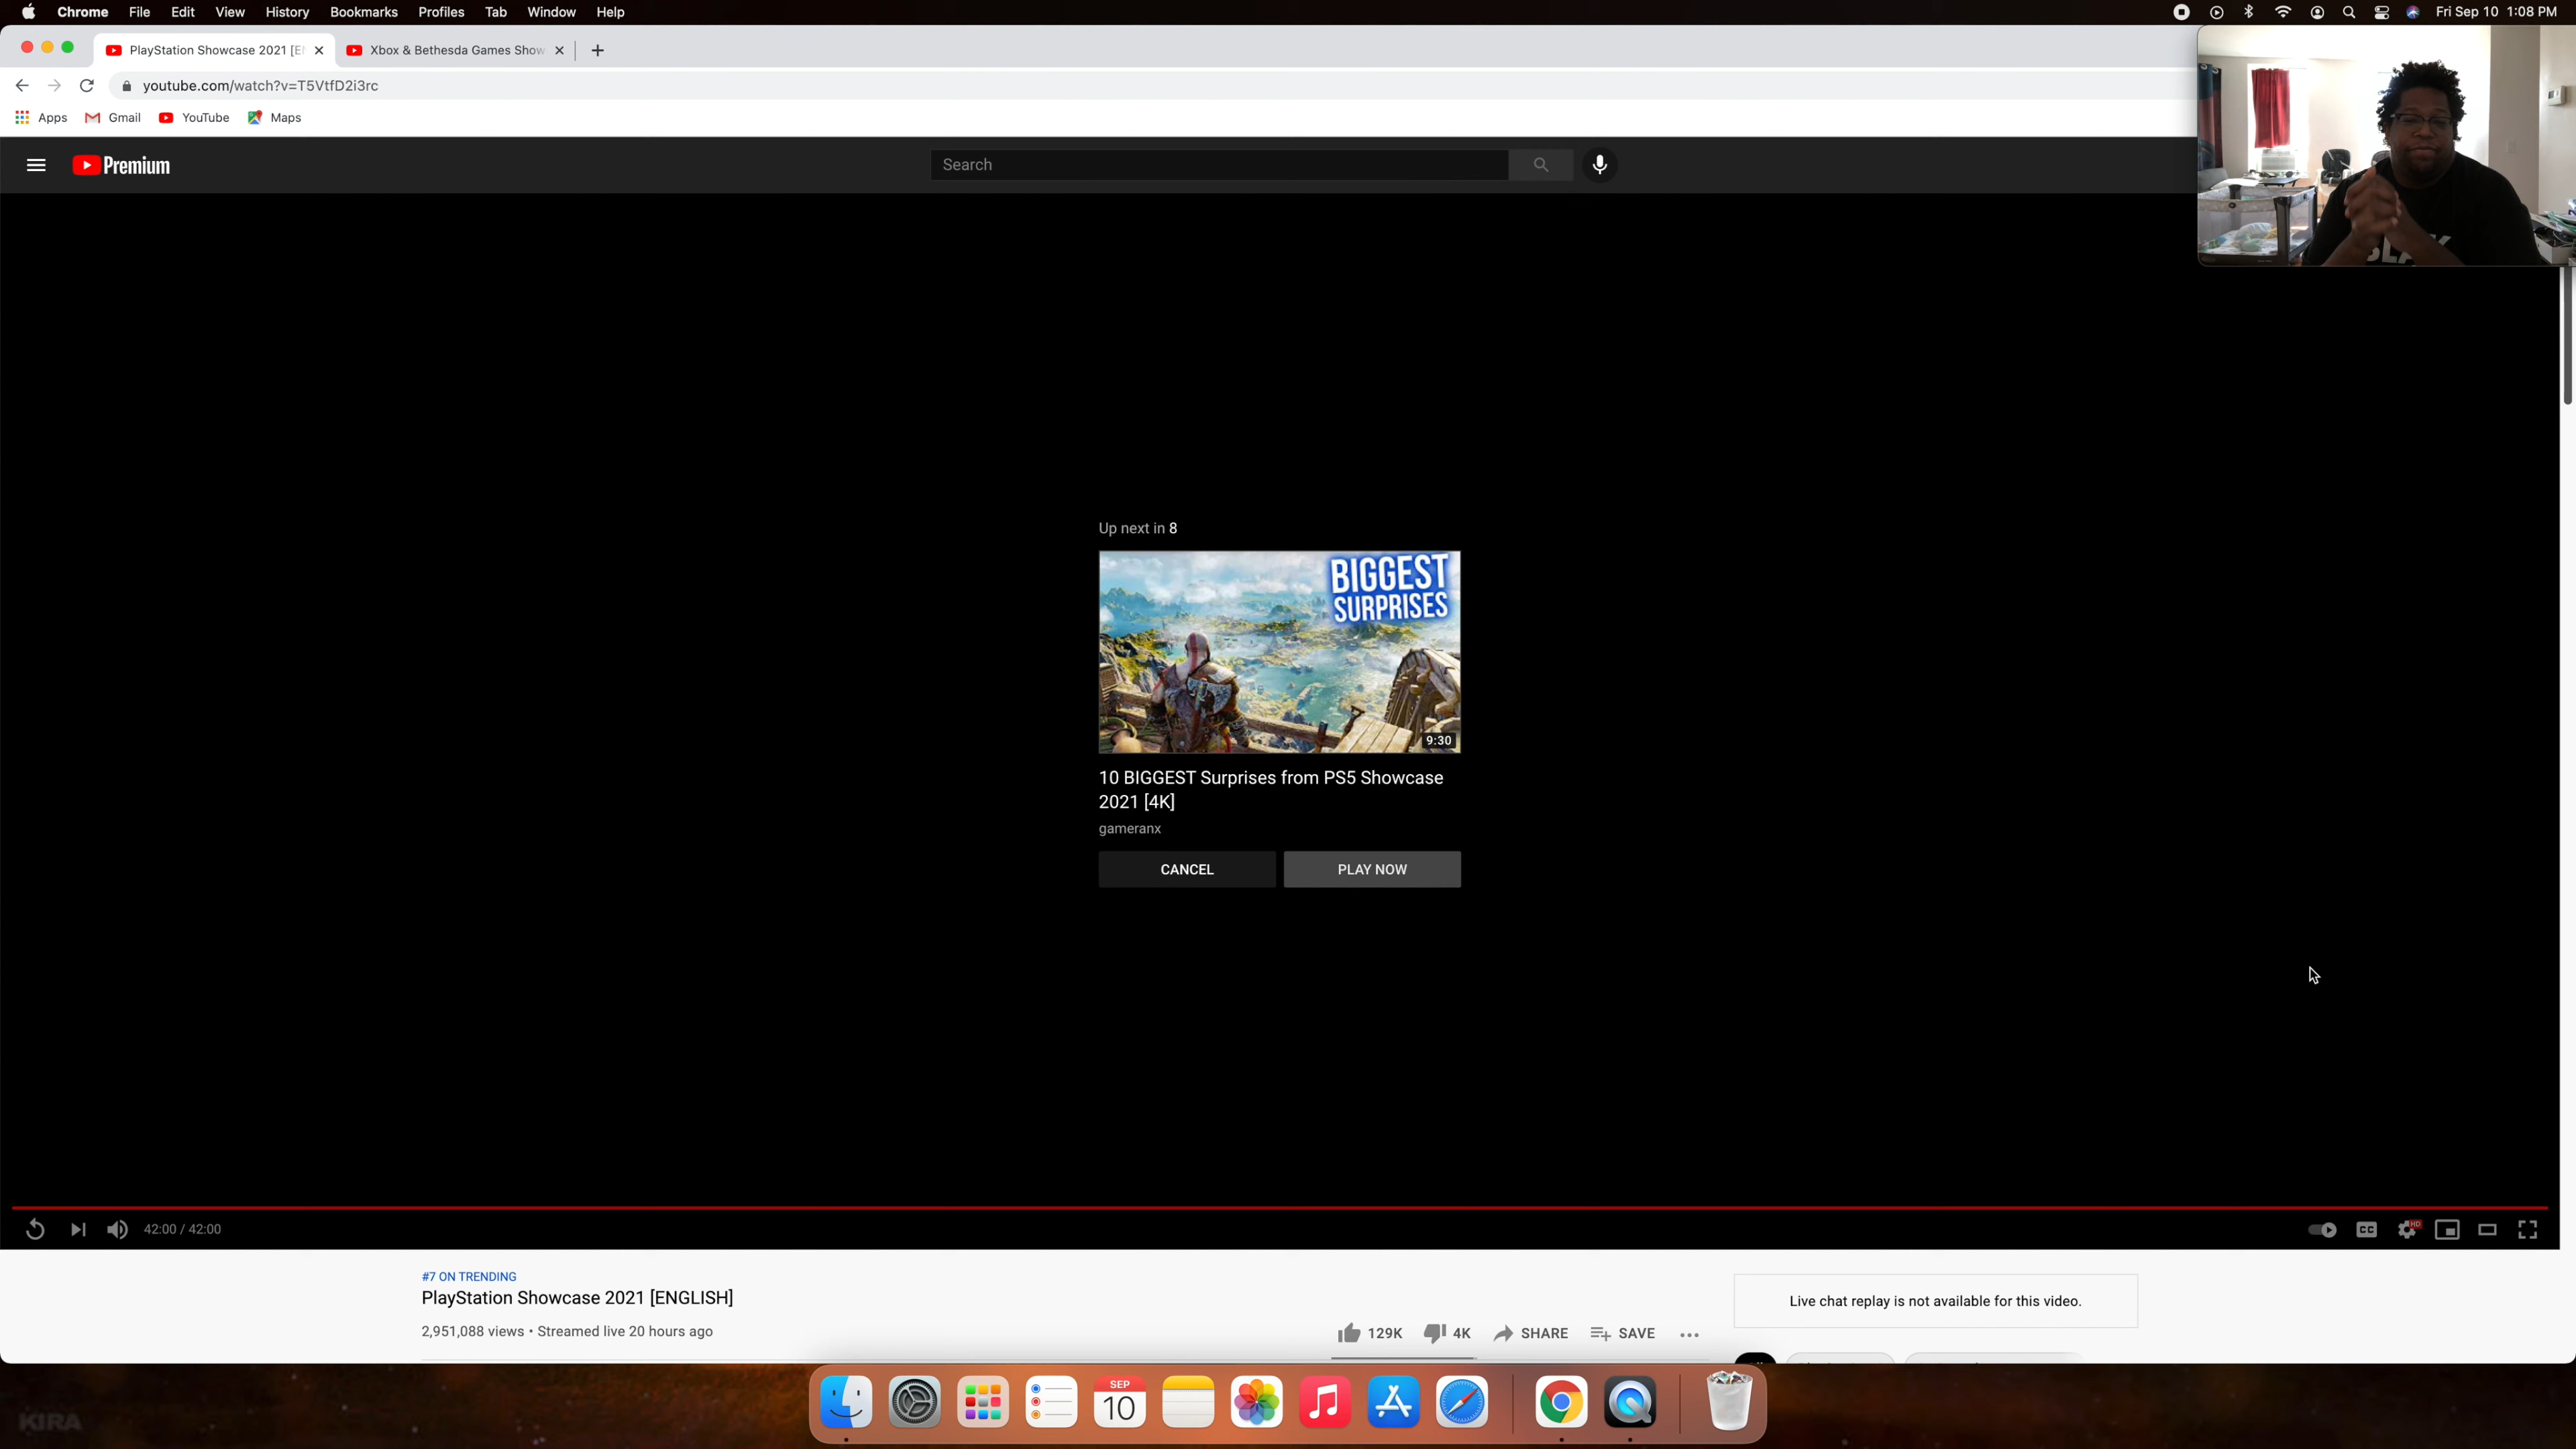 Chrome File Edit View History Bookmarks Profiles Tab Window Help
Fri Sep 10 1:08 PM
PlayStation Showcase 2021 [E
Xbox & Bethesda Games Show
youtube.com/watch?v=T5VtfD2i3rc
Apps Gmail YouTube Maps
Premium
Search
Up next in 8
BIGGEST
SURPRISES
9:30
10 BIGGEST Surprises from PS5 Showcase
2021 [4K]
gameranx
CANCEL PLAY NOW
42:00 / 42:00
CC HD
#7 ON TRENDING
PlayStation Showcase 2021 [ENGLISH]
2,951,088 views • Streamed live 20 hours ago
129K 4K SHARE SAVE
Live chat replay is not available for this video.
SEP
10
KIRA